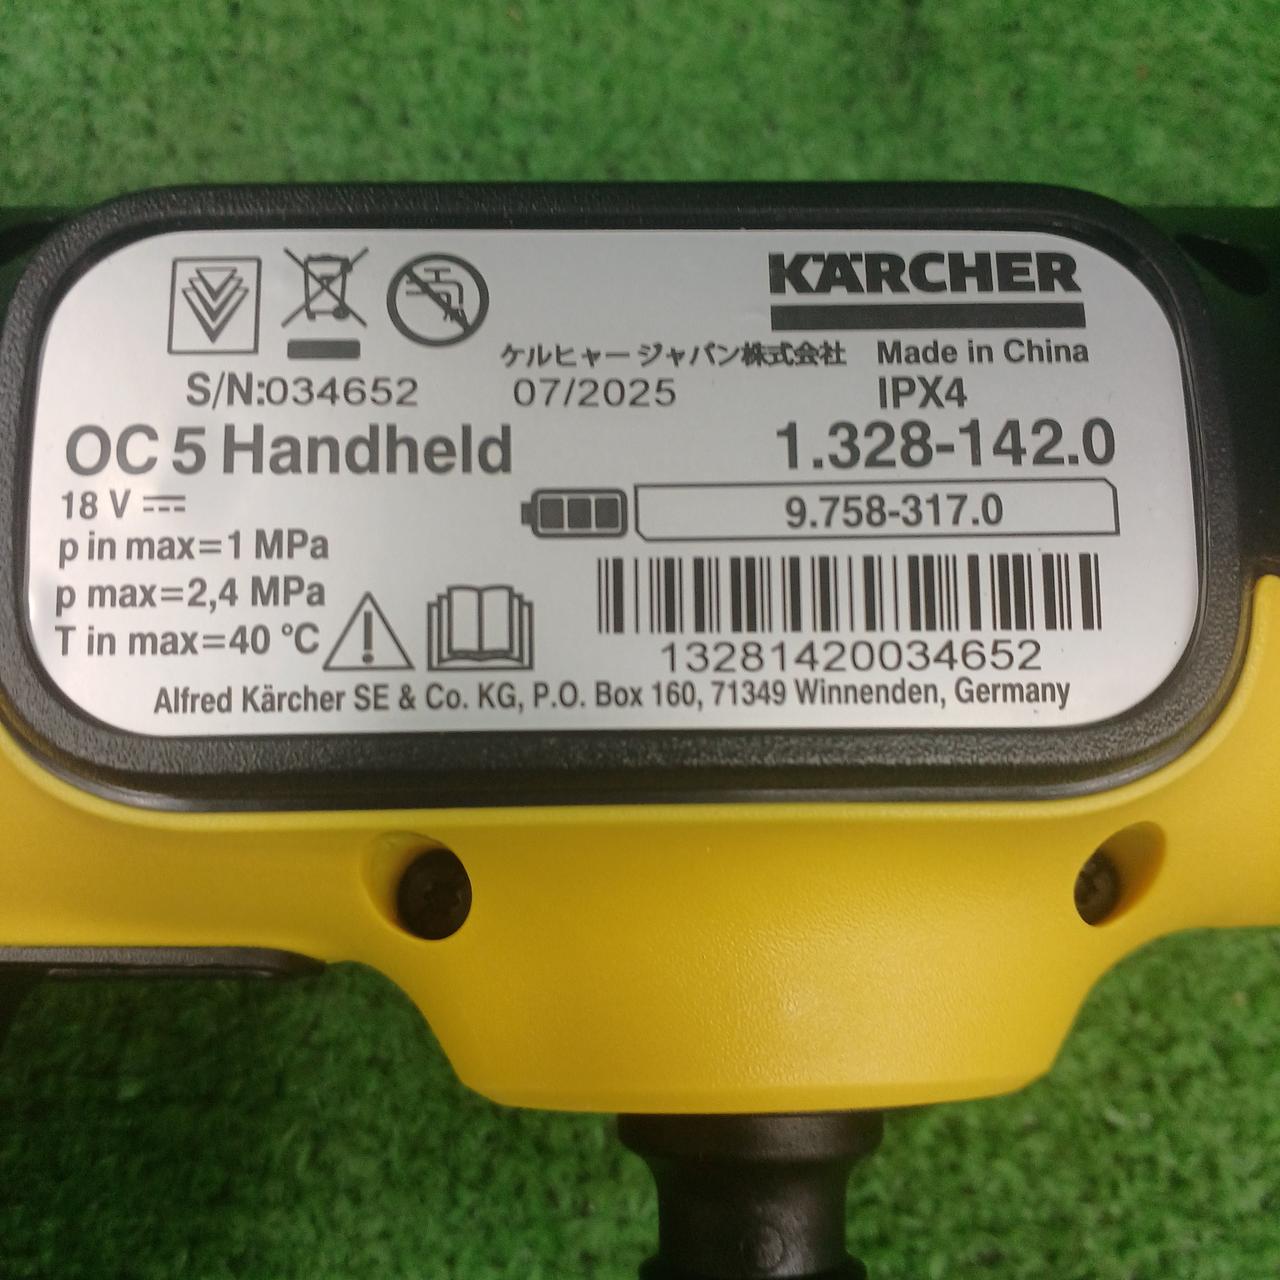 KÄRCHER
ケルヒャージャパン株式会社 Made in China
S/N:034652 07/2025 IPX4
OC 5 Handheld 1.328-142.0
18 V
9.758-317.0
p in max=1 MPa
p max=2,4 MPa
T in max=40 °C
13281420034652
Alfred Kärcher SE & Co. KG, P.O. Box 160, 71349 Winnenden, Germany